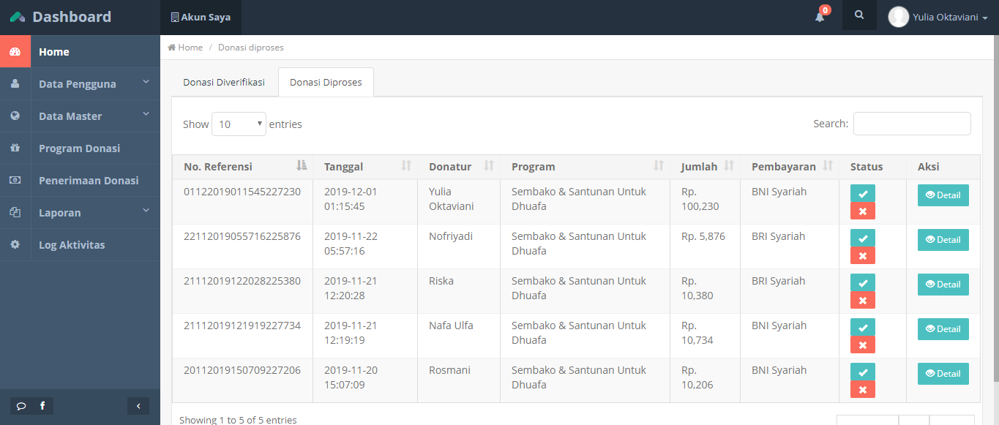 Dashboard
Akun Saya
0
Yulia Oktaviani
Home
Data Pengguna
Data Master
Program Donasi
Penerimaan Donasi
Laporan
Log Aktivitas
Home / Donasi diproses
Donasi Diverifikasi
Donasi Diproses
Show 10 entries
Search:
No. Referensi Tanggal Donatur Program Jumlah Pembayaran Status Aksi
01122019011545227230 2019-12-01 Yulia Sembako & Santunan Untuk Rp. BNI Syariah Detail
01:15:45 Oktaviani Dhuafa 100,230
22112019055716225876 2019-11-22 Nofriyadi Sembako & Santunan Untuk Rp. 5,876 BRI Syariah Detail
05:57:16 Dhuafa
21112019122028225380 2019-11-21 Riska Sembako & Santunan Untuk Rp. BRI Syariah Detail
12:20:28 Dhuafa 10,380
21112019121919227734 2019-11-21 Nafa Ulfa Sembako & Santunan Untuk Rp. BNI Syariah Detail
12:19:19 Dhuafa 10,734
20112019150709227206 2019-11-20 Rosmani Sembako & Santunan Untuk Rp. BNI Syariah Detail
15:07:09 Dhuafa 10,206
Showing 1 to 5 of 5 entries